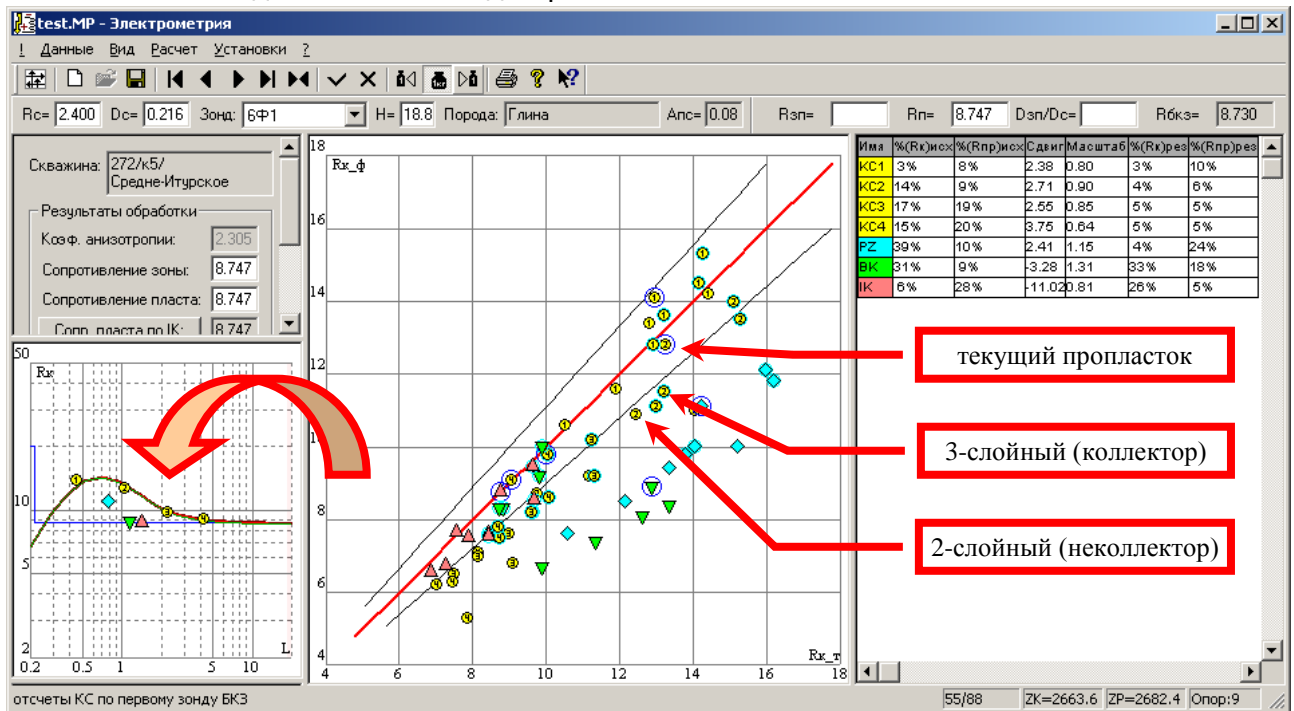 test.MP - Электрометрия
! Данные Вид Расчет Установки ?
Rc= 2.400 Dc= 0.216 Зонд: 6Ф1 H= 18.8 Порода: Глина Апс= 0.08 Rзп= Rп= 8.747 Dзп/Dc= Rбкз= 8.730
Скважина: 272/к5/
Средне-Итурское
Результаты обработки
Коэф. анизотропии: 2.305
Сопротивление зоны: 8.747
Сопротивление пласта: 8.747
Сопр. пласта по ИК: 8.747
50
Rк
10
5
2
0.2 0.5 1 5 10
L
18
Rк_ф
16
14
12
10
8
6
4
Rк_т
4 6 8 10 12 14 16 18
Имя %(Rк)исх %(Rпр)исх Сдвиг Масштаб %(Rк)рез %(Rпр)рез
КС1 3% 8% 2.38 0.80 3% 10%
КС2 14% 9% 2.71 0.90 4% 6%
КС3 17% 19% 2.55 0.85 5% 5%
КС4 15% 20% 3.75 0.64 5% 5%
PZ 39% 10% 2.41 1.15 4% 24%
BK 31% 9% -3.28 1.31 33% 18%
IK 6% 28% -11.02 0.81 26% 5%
текущий пропласток
3-слойный (коллектор)
2-слойный (неколлектор)
отсчеты КС по первому зонду БКЗ
55/88 ZK=2663.6 ZP=2682.4 Опор:9